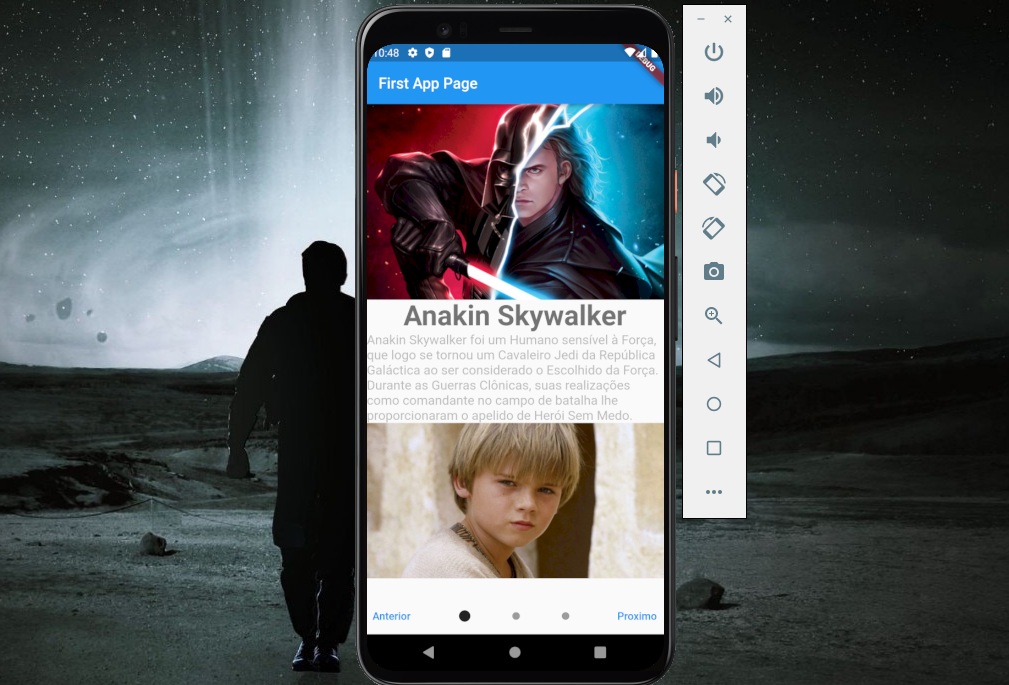 10:48
DEBUG
First App Page
Anakin Skywalker
Anakin Skywalker foi um Humano sensível à Força,
que logo se tornou um Cavaleiro Jedi da República
Galáctica ao ser considerado o Escolhido da Força.
Durante as Guerras Clônicas, suas realizações
como comandante no campo de batalha lhe
proporcionaram o apelido de Herói Sem Medo.
Anterior
Proximo